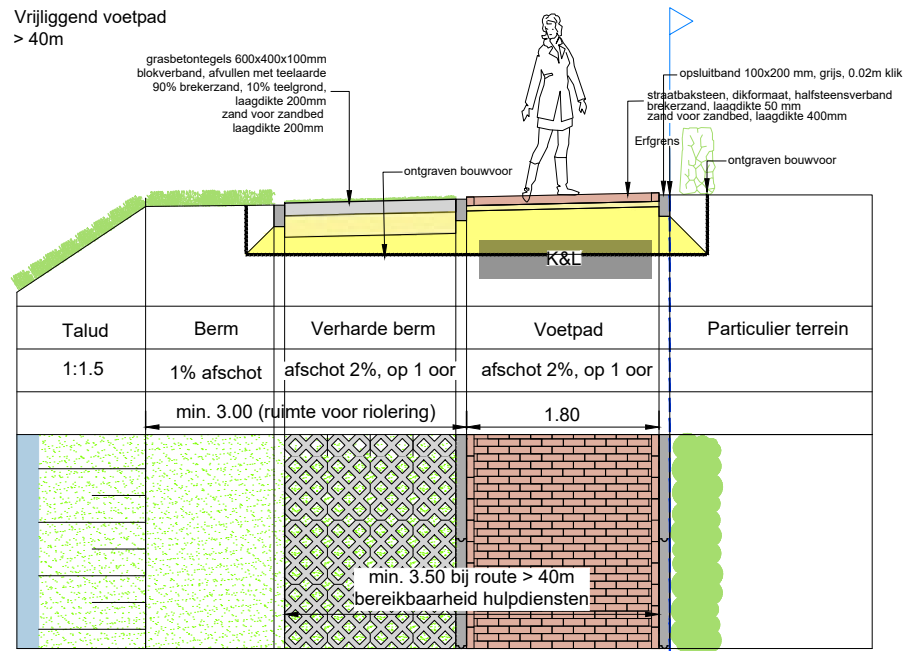 Vrijliggend voetpad
> 40m
grasbetontegels 600x400x100mm
blokverband, afvullen met teelaarde
90% brekerzand, 10% teelgrond,
laagdikte 200mm
zand voor zandbed
laagdikte 200mm
opsluitband 100x200 mm, grijs, 0.02m klik
straatbaksteen, dikformaat, halfsteensverband
brekerzand, laagdikte 50 mm
zand voor zandbed, laagdikte 400mm
Erfgrens
ontgraven bouwvoor
ontgraven bouwvoor
K&L
Talud
Berm
Verharde berm
Voetpad
Particulier terrein
1:1.5
1% afschot
afschot 2%, op 1 oor
afschot 2%, op 1 oor
min. 3.00 (ruimte voor riolering)
1.80
min. 3.50 bij route > 40m
bereikbaarheid hulpdiensten